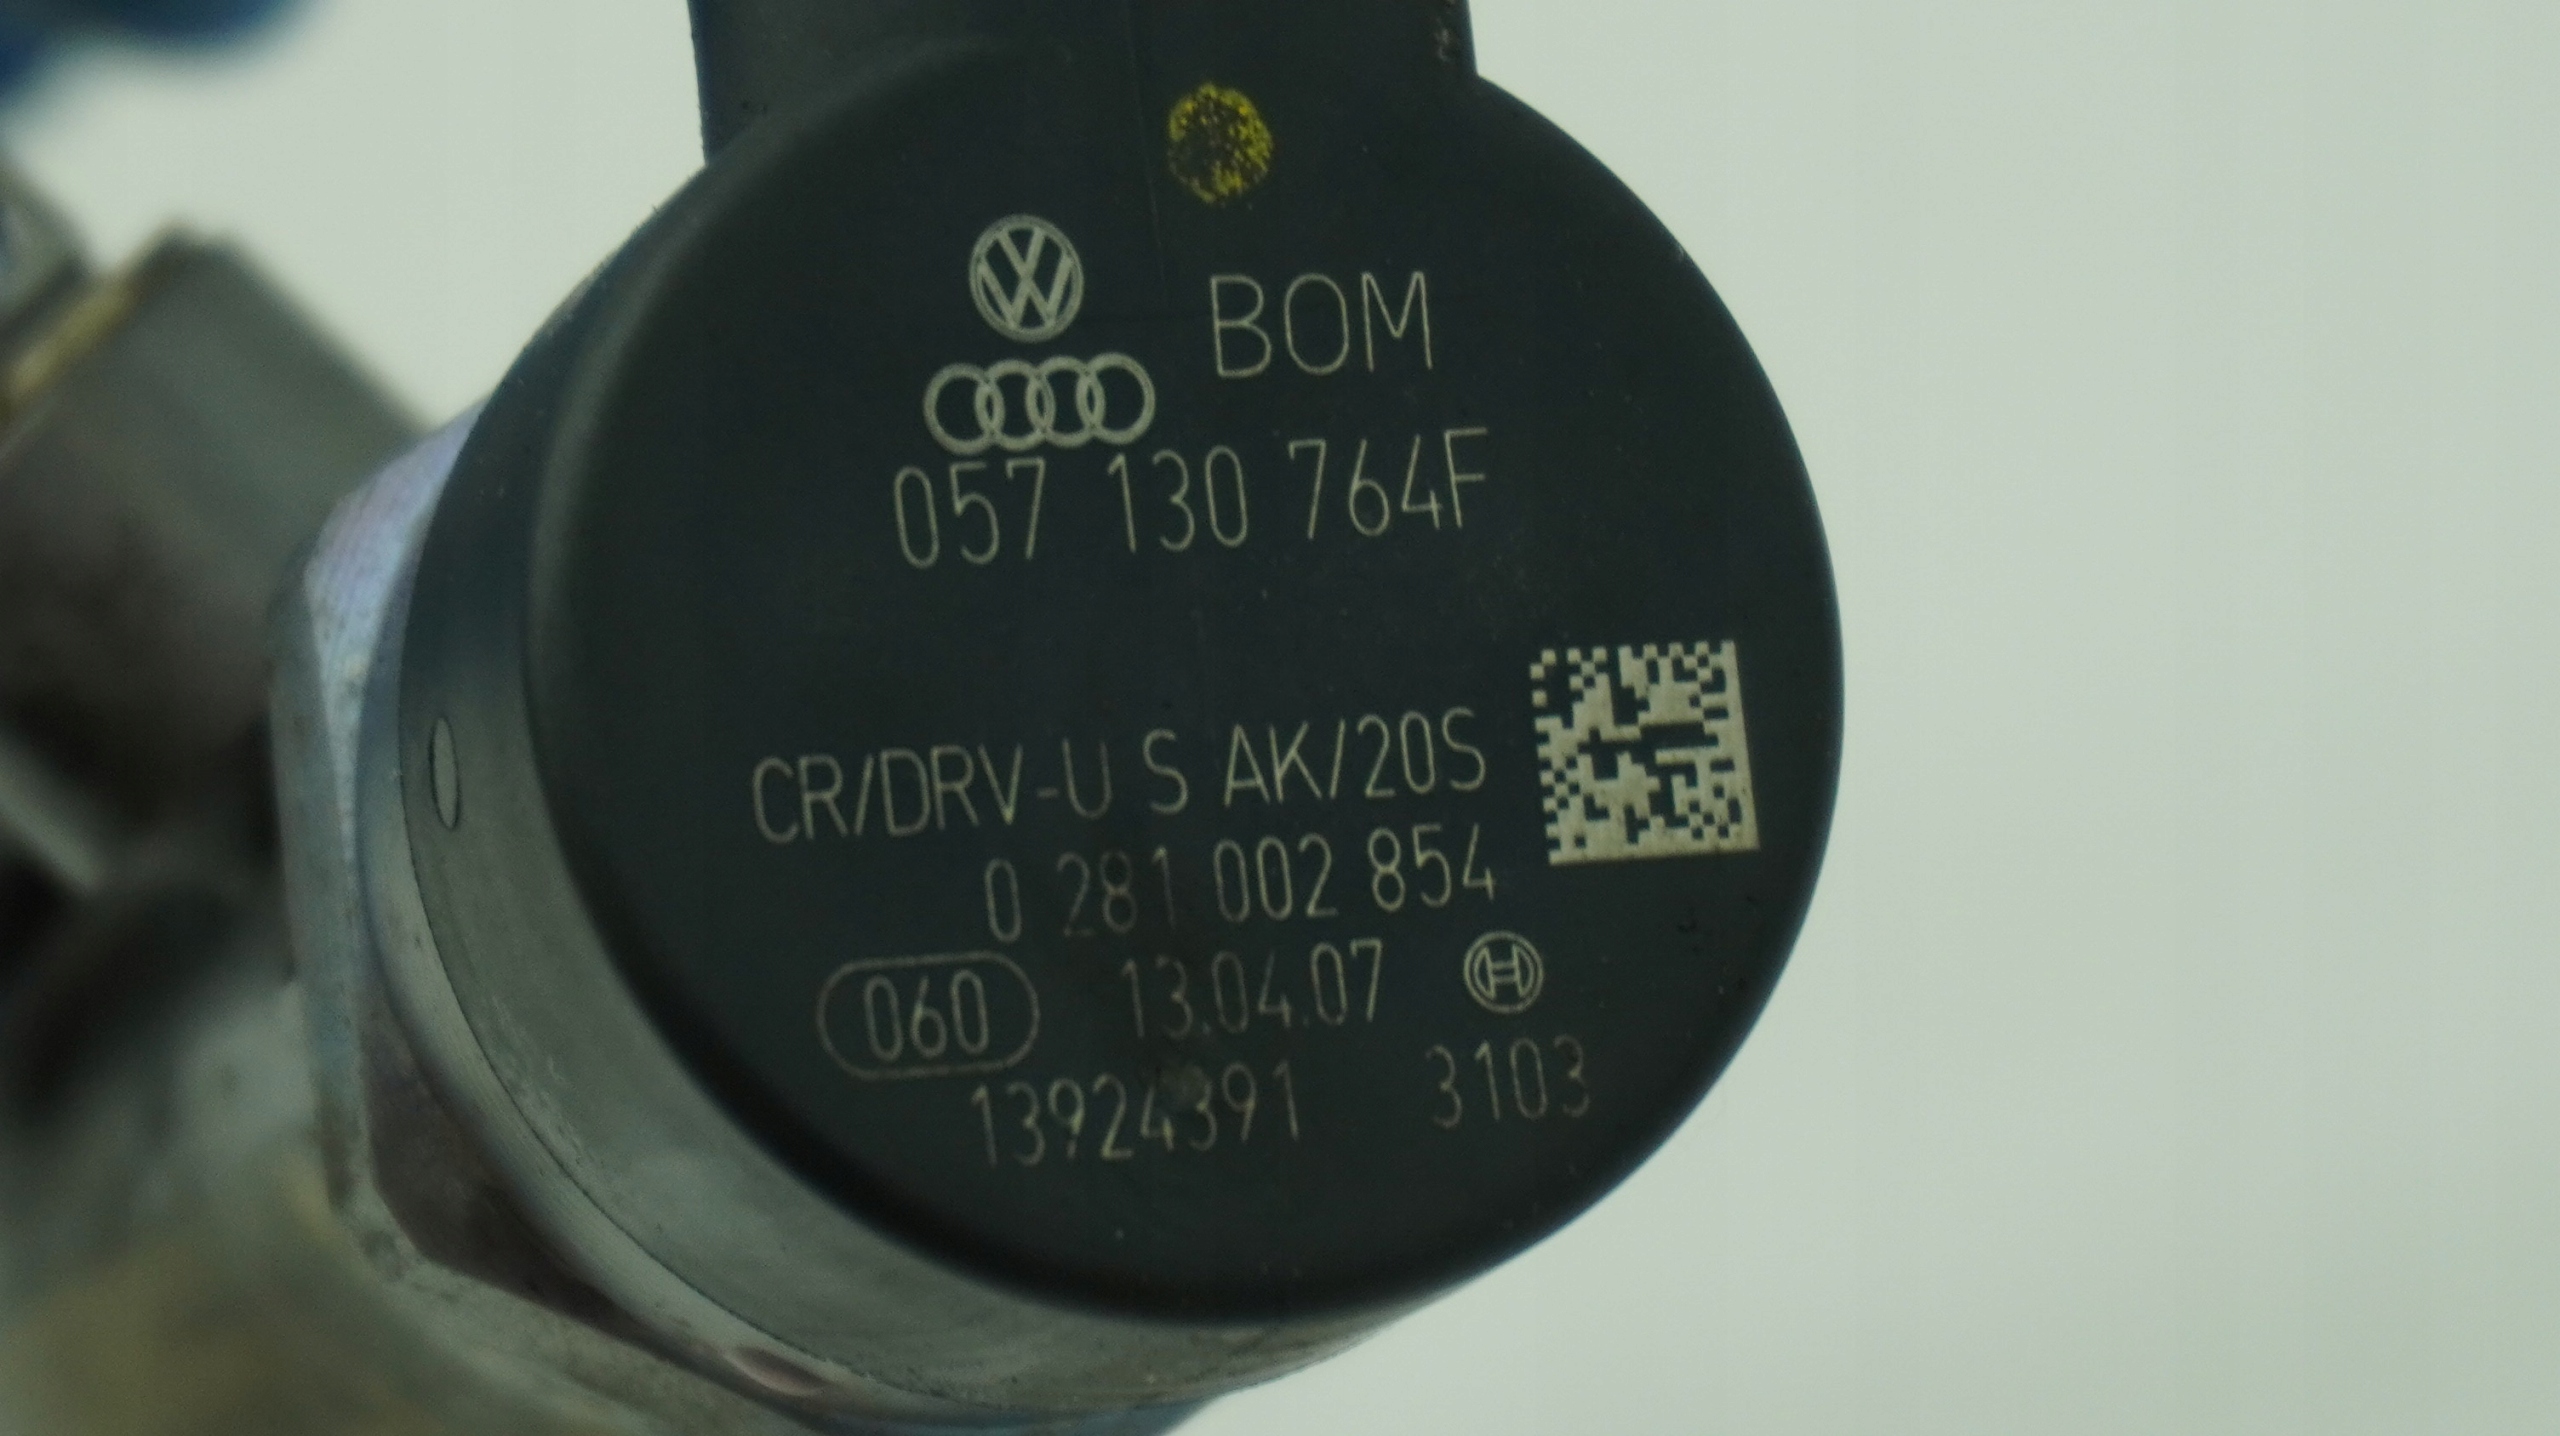 BOM
057 130 764F
CR/DRV-U S AK/20S
0 281 002 854
060 13.04.07
13924391 3103